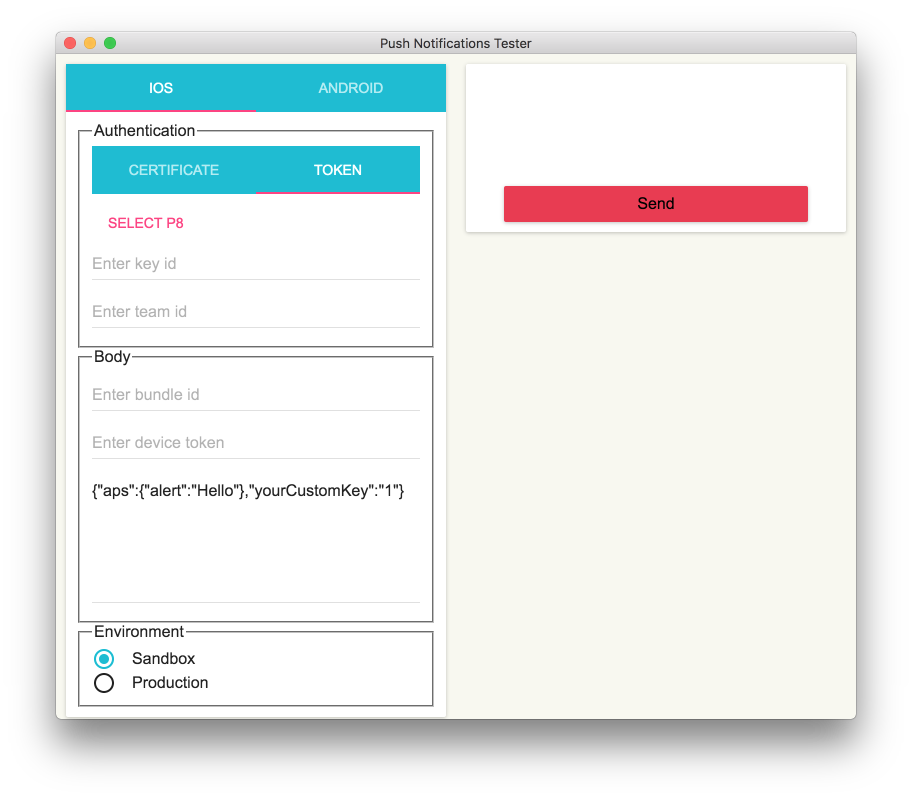 Push Notifications Tester
IOS
ANDROID
Authentication
CERTIFICATE
TOKEN
SELECT P8
Enter key id
Enter team id
Body
Enter bundle id
Enter device token
{"aps":{"alert":"Hello"},"yourCustomKey":"1"}
Environment
Sandbox
Production
Send